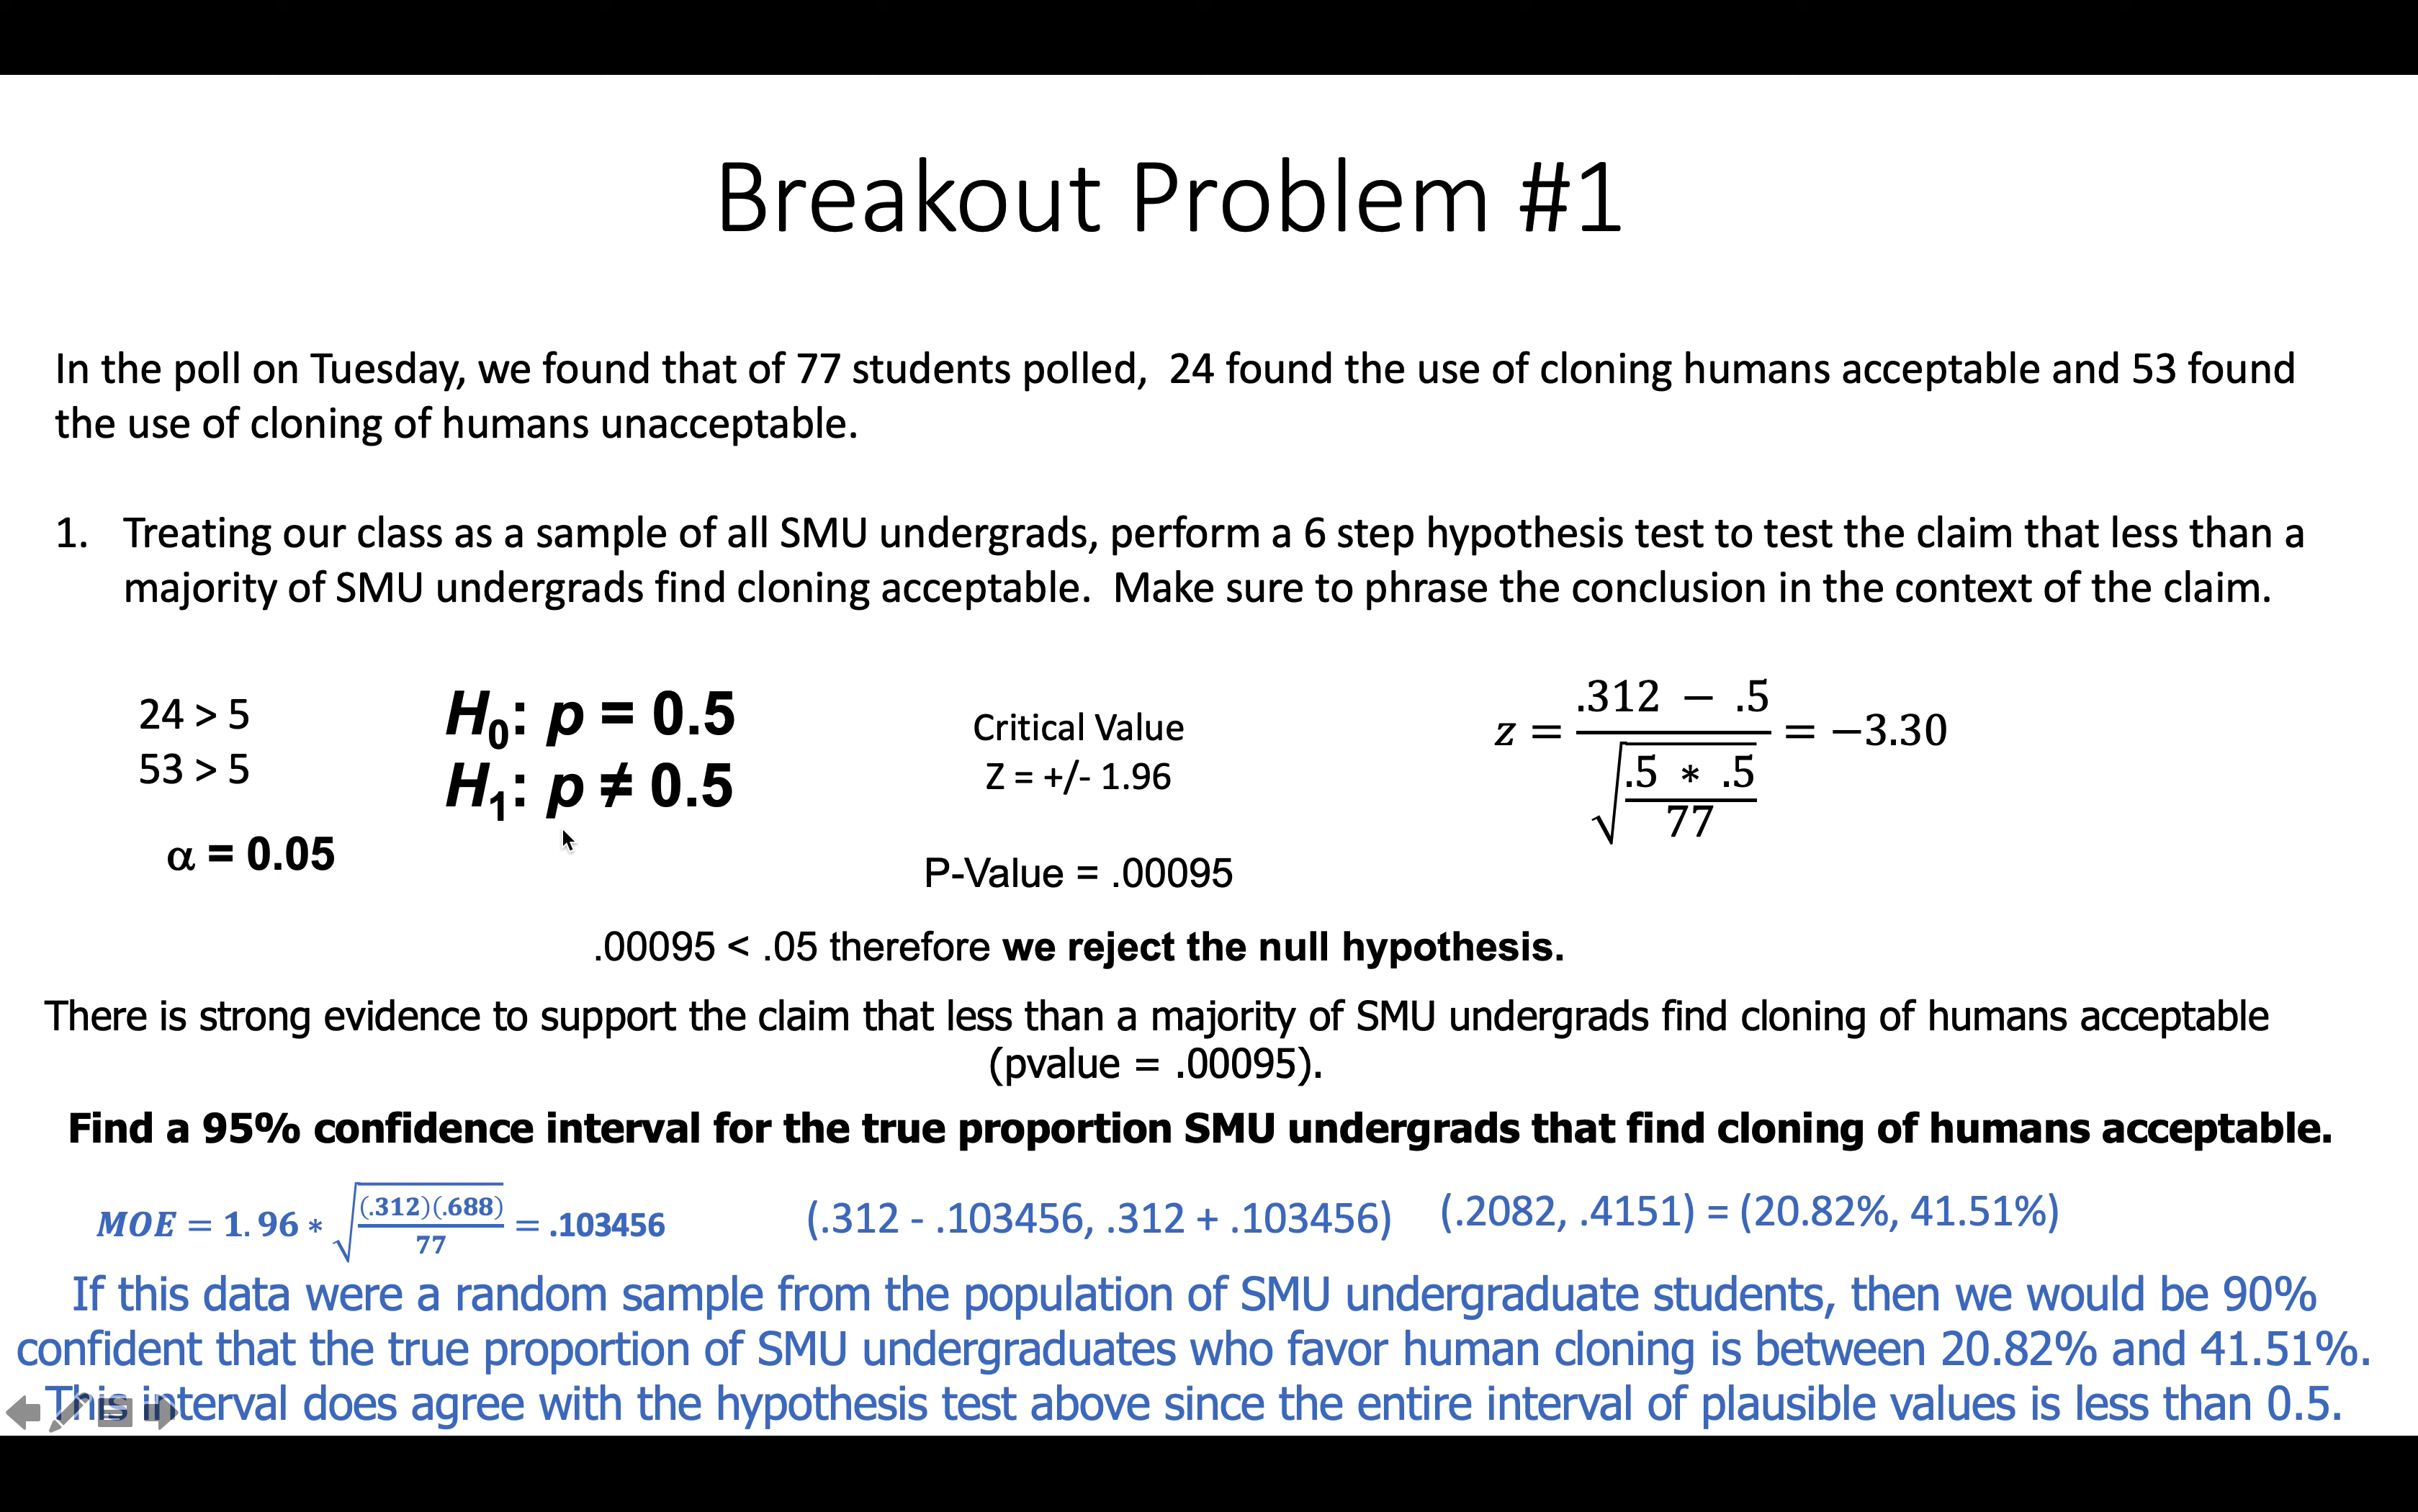 Breakout Problem #1
In the poll on Tuesday, we found that of 77 students polled,  24 found the use of cloning humans acceptable and 53 found
the use of cloning of humans unacceptable.
1. Treating our class as a sample of all SMU undergrads, perform a 6 step hypothesis test to test the claim that less than a
majority of SMU undergrads find cloning acceptable.  Make sure to phrase the conclusion in the context of the claim.
24 > 5
53 > 5
α = 0.05
H₀: p = 0.5
H₁: p ≠ 0.5
Critical Value
Z = +/- 1.96
P-Value = .00095
z = (.312 − .5) / √(.5 * .5 / 77) = −3.30
.00095 < .05 therefore we reject the null hypothesis.
There is strong evidence to support the claim that less than a majority of SMU undergrads find cloning of humans acceptable
(pvalue = .00095).
Find a 95% confidence interval for the true proportion SMU undergrads that find cloning of humans acceptable.
MOE = 1.96 * √((.312)(.688) / 77) = .103456
(.312 - .103456, .312 + .103456)
(.2082, .4151) = (20.82%, 41.51%)
If this data were a random sample from the population of SMU undergraduate students, then we would be 90%
confident that the true proportion of SMU undergraduates who favor human cloning is between 20.82% and 41.51%.
This interval does agree with the hypothesis test above since the entire interval of plausible values is less than 0.5.